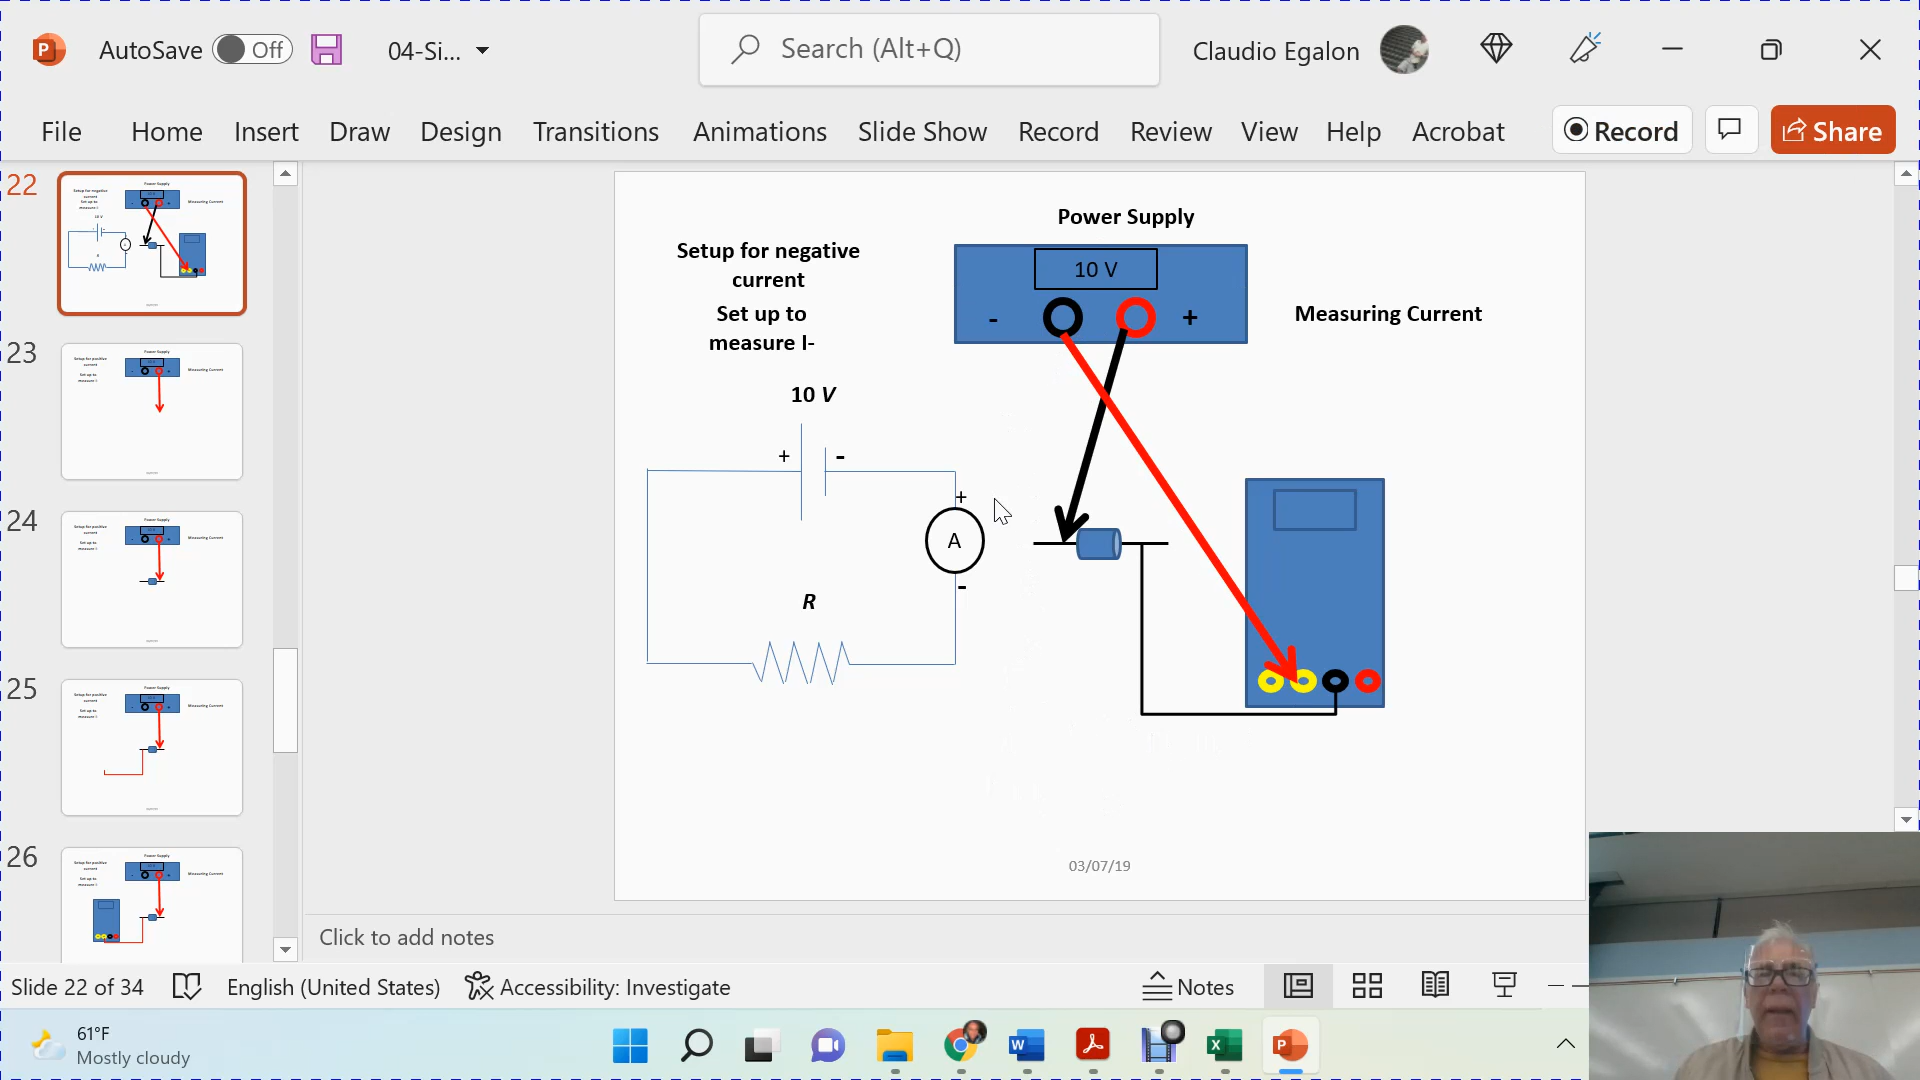 AutoSave Off 04-Si... Search (Alt+Q) Claudio Egalon
File Home Insert Draw Design Transitions Animations Slide Show Record Review View Help Acrobat Record Share
22
23
24
25
26
Power Supply
Setup for negative
current
Set up to
measure I-
10 V
- +
Measuring Current
10 V
+ -
+
A
-
R
03/07/19
Click to add notes
Slide 22 of 34 English (United States) Accessibility: Investigate Notes
61°F
Mostly cloudy